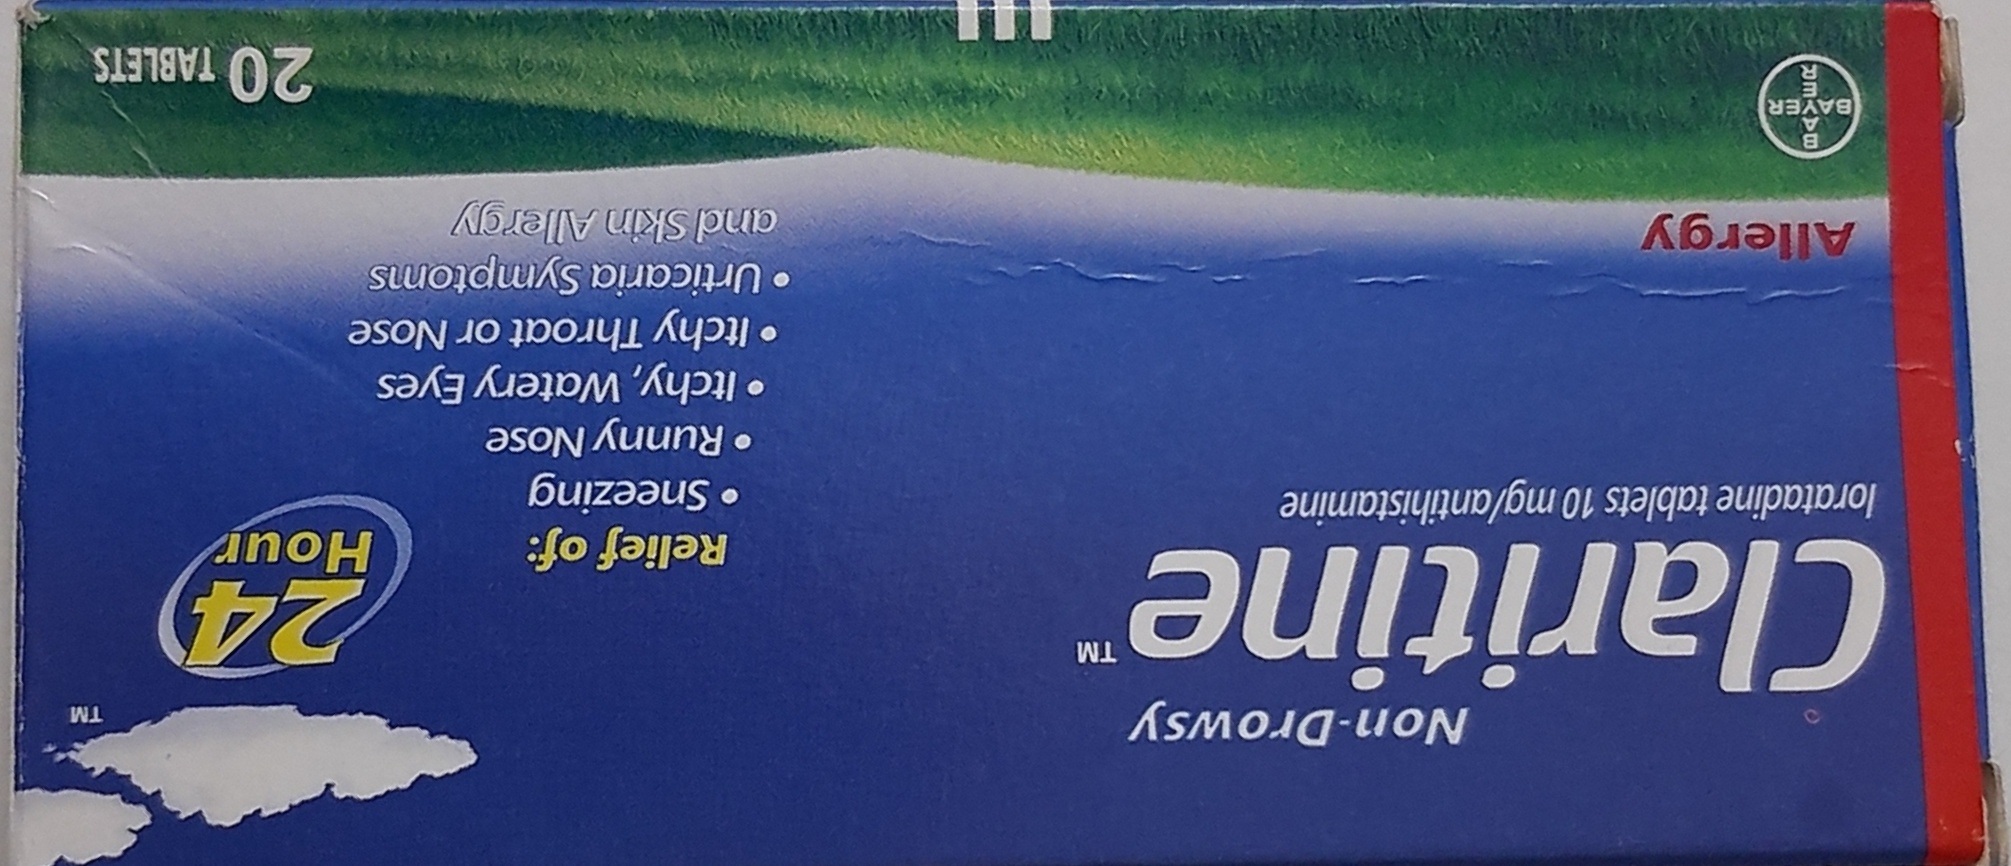 Non-Drowsy
Claritine™
loratadine tablets 10 mg/antihistamine
Allergy
BAYER
BAYER
TM
24
Hour
Relief of:
• Sneezing
• Runny Nose
• Itchy, Watery Eyes
• Itchy Throat or Nose
• Urticaria Symptoms
and Skin Allergy
20 TABLETS